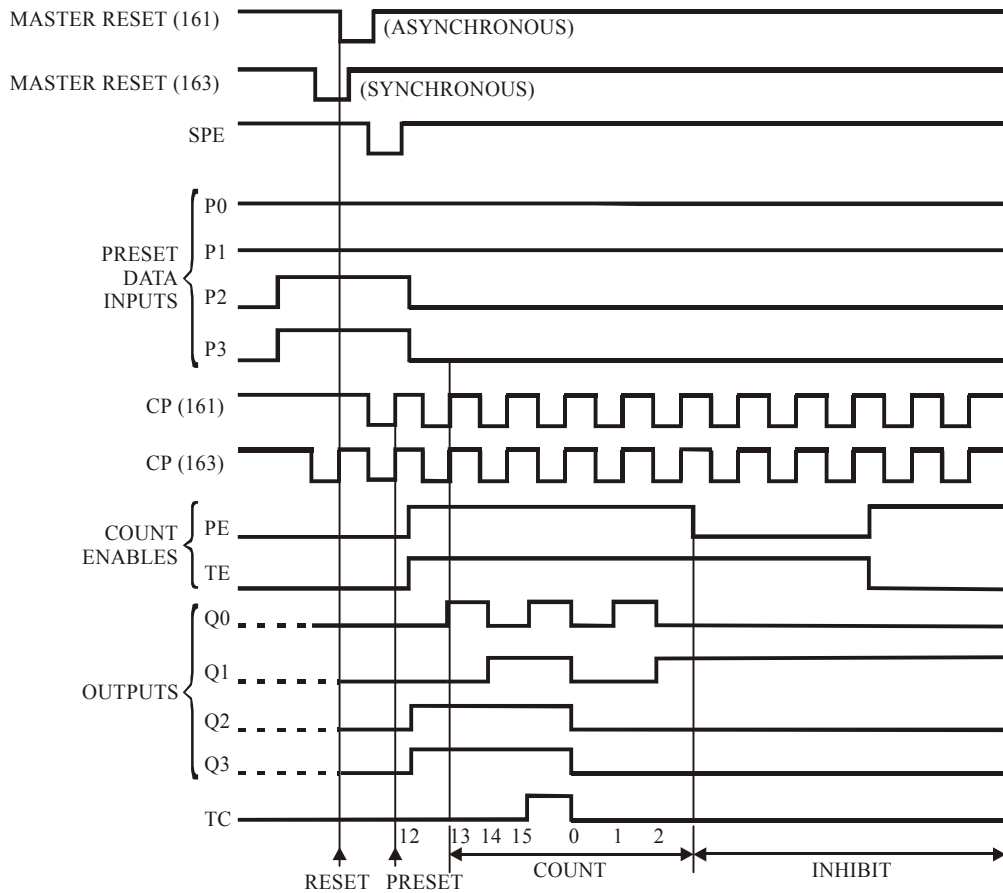 MASTER RESET (161)
(ASYNCHRONOUS)
MASTER RESET (163)
(SYNCHRONOUS)
SPE
P0
P1
PRESET
DATA
INPUTS
P2
P3
CP (161)
CP (163)
COUNT
ENABLES
PE
TE
Q0
Q1
OUTPUTS
Q2
Q3
TC
12 13 14 15 0 1 2
RESET PRESET COUNT INHIBIT